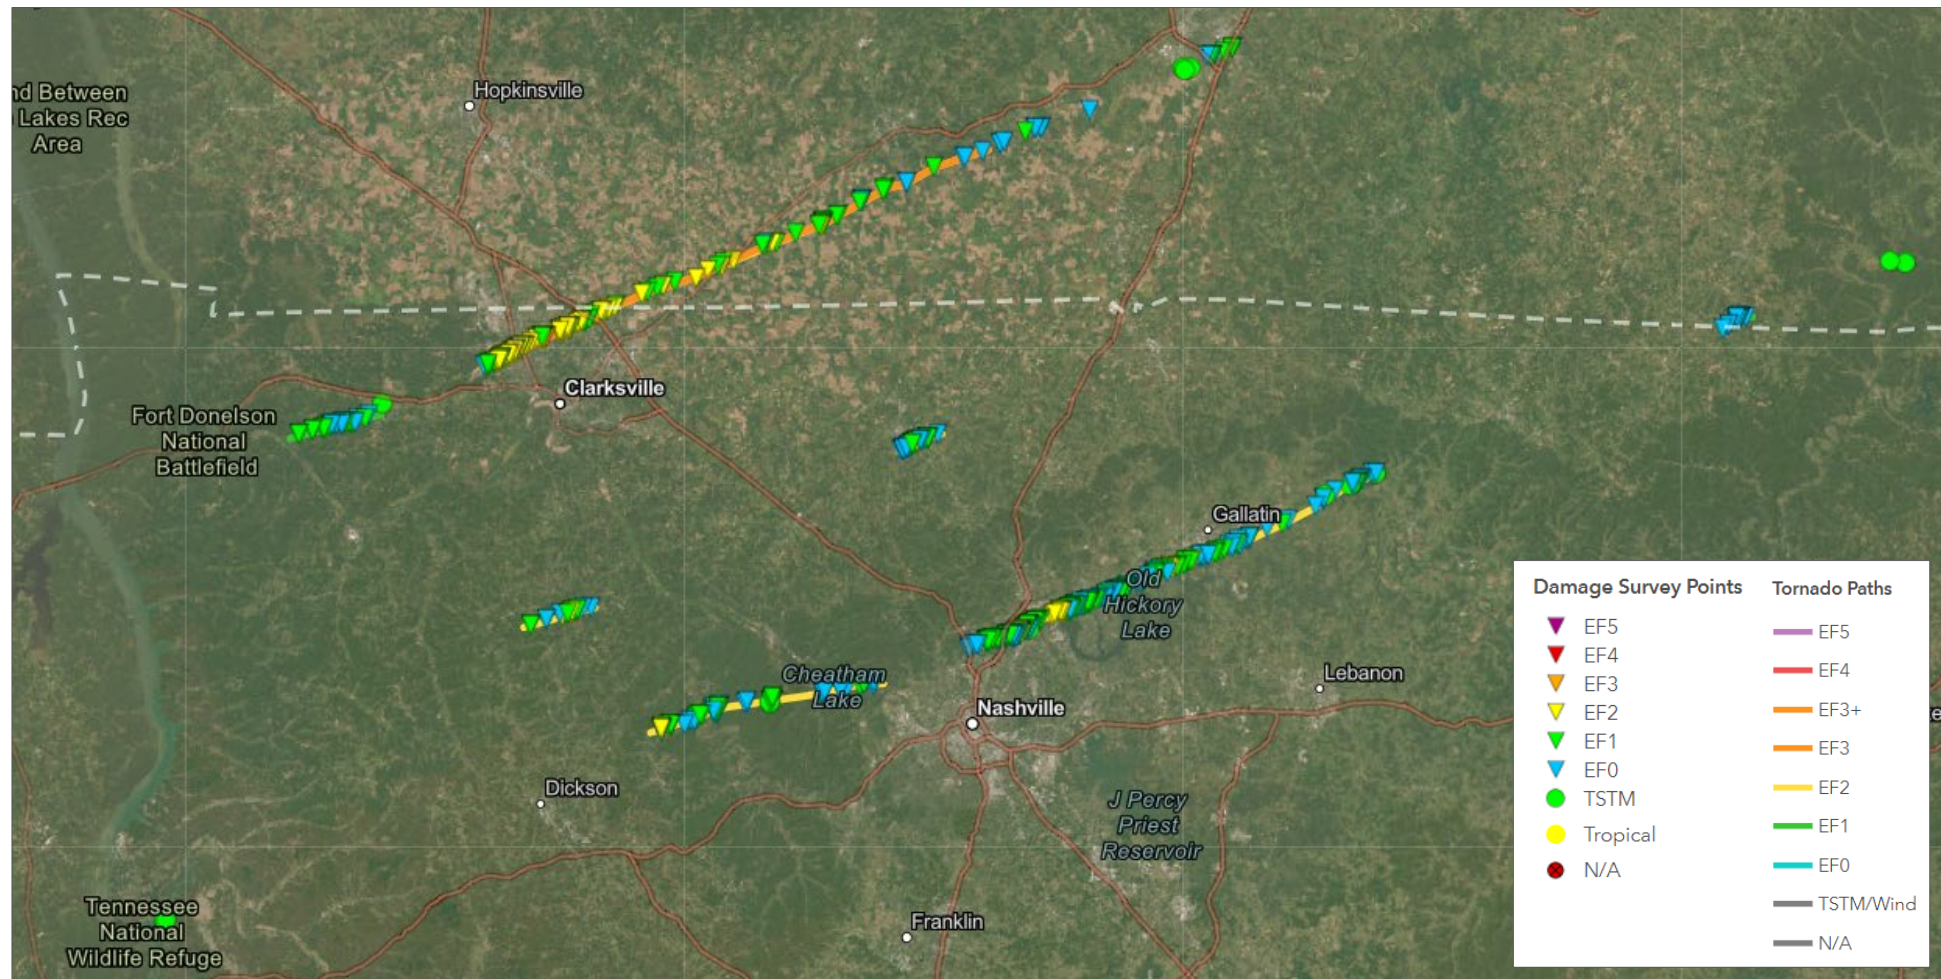 nd Between
Lakes Rec
Area
Hopkinsville
Clarksville
Fort Donelson
National
Battlefield
Gallatin
Old
Hickory
Lake
Cheatham
Lake
Lebanon
Nashville
Dickson
J Percy
Priest
Reservoir
Franklin
Tennessee
National
Wildlife Refuge
Damage Survey Points
EF5
EF4
EF3
EF2
EF1
EF0
TSTM
Tropical
N/A
Tornado Paths
EF5
EF4
EF3+
EF3
EF2
EF1
EF0
TSTM/Wind
N/A